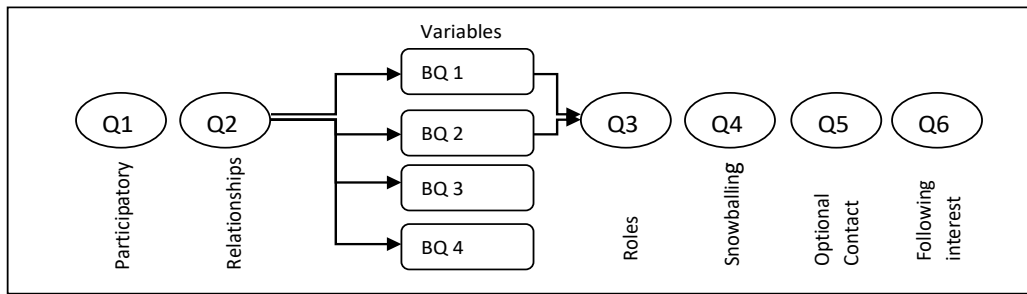 Variables
BQ 1
BQ 2
BQ 3
BQ 4
Q1
Q2
Q3
Q4
Q5
Q6
Participatory
Relationships
Roles
Snowballing
Optional
Contact
Following
interest